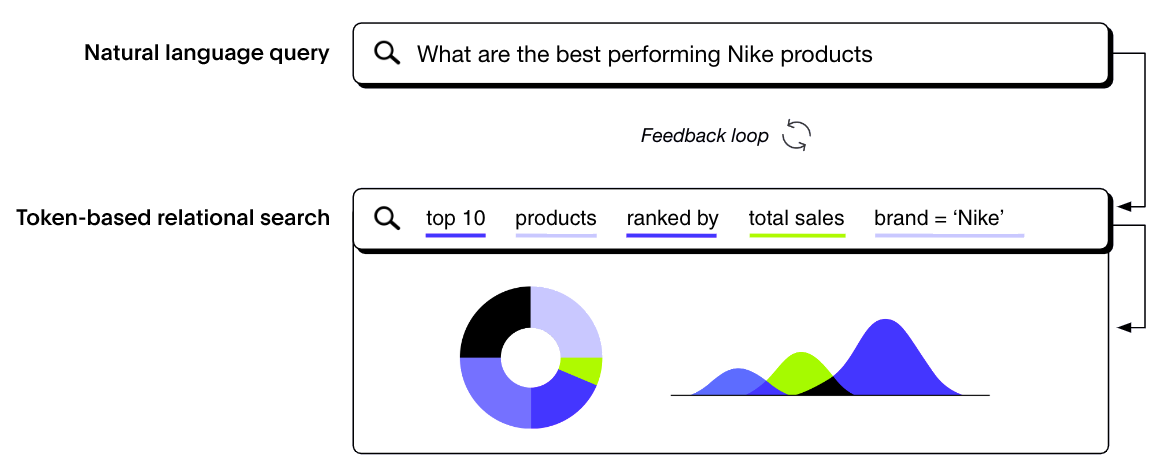 Natural language query
What are the best performing Nike products
Feedback loop
Token-based relational search
top 10 products ranked by total sales brand = ‘Nike’